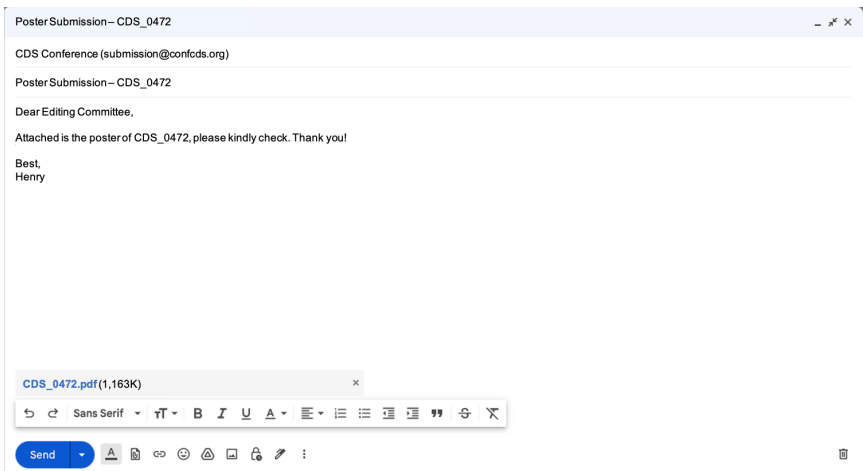 Poster Submission – CDS_0472
CDS Conference (submission@confcds.org)
Poster Submission – CDS_0472
Dear Editing Committee,
Attached is the poster of CDS_0472, please kindly check. Thank you!
Best,
Henry
CDS_0472.pdf (1,163K)
Sans Serif
Send